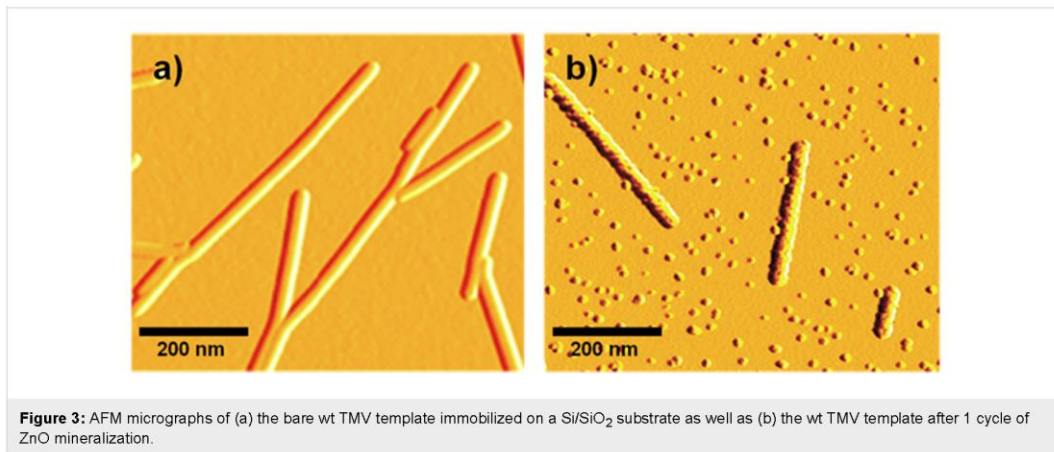 a)
b)
200 nm
200 nm
Figure 3: AFM micrographs of (a) the bare wt TMV template immobilized on a Si/SiO₂ substrate as well as (b) the wt TMV template after 1 cycle of
ZnO mineralization.